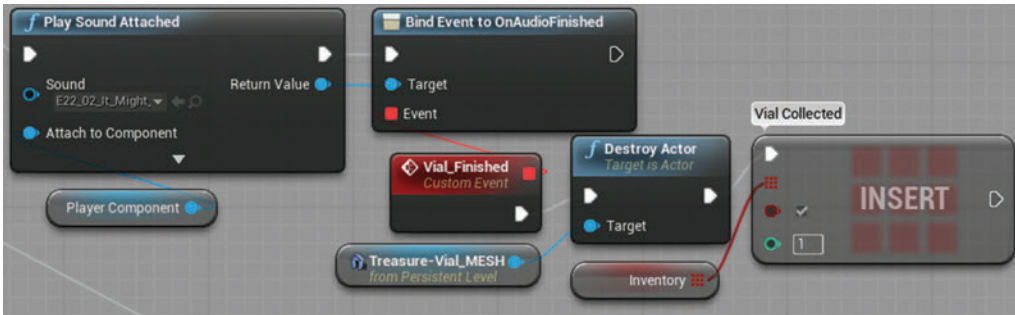 f Play Sound Attached
Sound
E22_02_It_Might_
Return Value
Attach to Component
Player Component
Bind Event to OnAudioFinished
Target
Event
Vial_Finished
Custom Event
Treasure-Vial_MESH
from Persistent Level
f Destroy Actor
Target is Actor
Target
Inventory
Vial Collected
INSERT
1